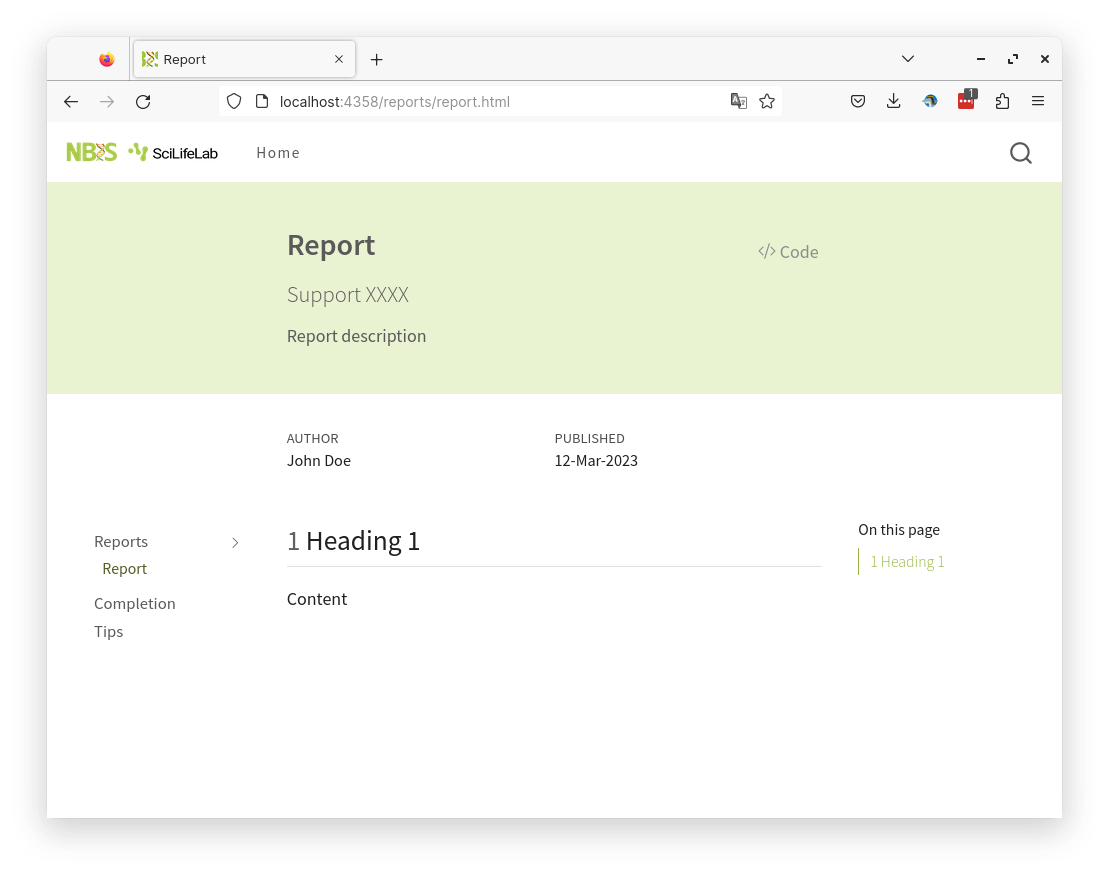 Report
localhost:4358/reports/report.html
1
NBIS SciLifeLab Home
Report
</> Code
Support XXXX
Report description
AUTHOR PUBLISHED
John Doe 12-Mar-2023
Reports
Report
Completion
Tips
1 Heading 1
Content
On this page
1 Heading 1